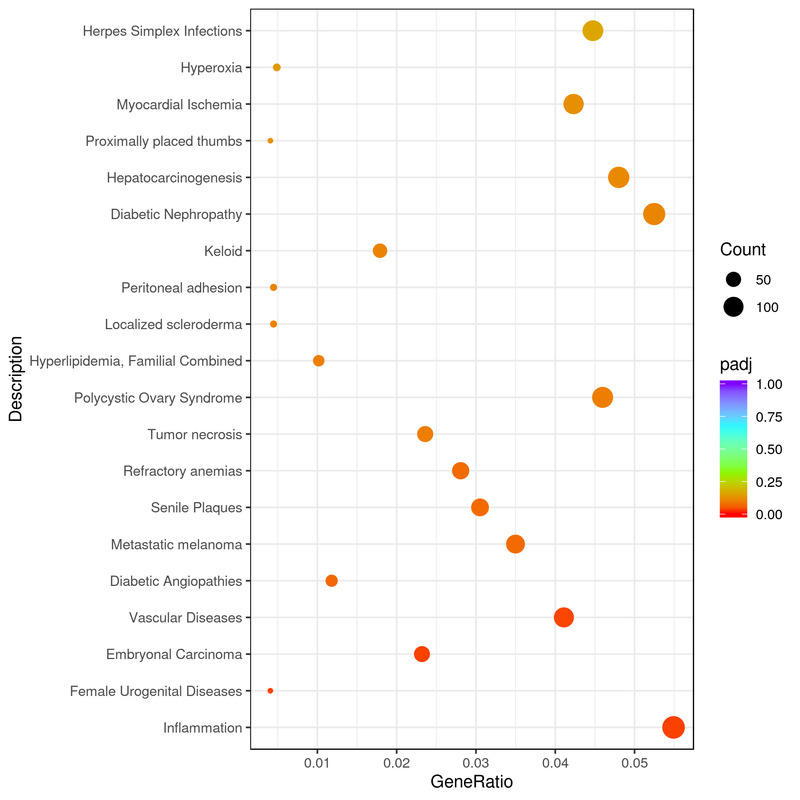 Herpes Simplex Infections
Hyperoxia
Myocardial Ischemia
Proximally placed thumbs
Hepatocarcinogenesis
Diabetic Nephropathy
Keloid
Peritoneal adhesion
Localized scleroderma
Hyperlipidemia, Familial Combined
Polycystic Ovary Syndrome
Tumor necrosis
Refractory anemias
Senile Plaques
Metastatic melanoma
Diabetic Angiopathies
Vascular Diseases
Embryonal Carcinoma
Female Urogenital Diseases
Inflammation
Description
0.01 0.02 0.03 0.04 0.05
GeneRatio
Count
50
100
padj
1.00
0.75
0.50
0.25
0.00